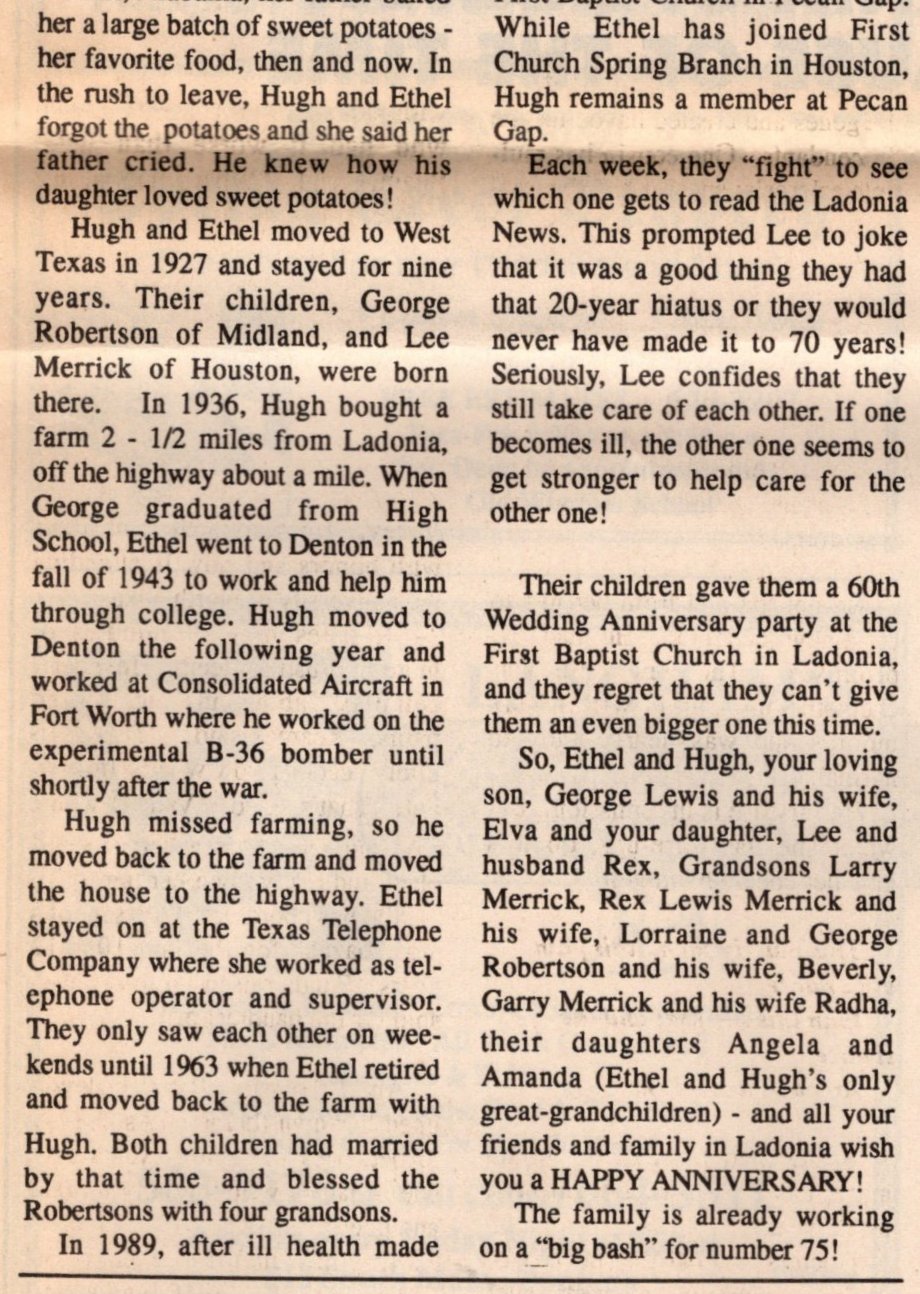 her a large batch of sweet potatoes -
her favorite food, then and now. In
the rush to leave, Hugh and Ethel
forgot the potatoes and she said her
father cried. He knew how his
daughter loved sweet potatoes!
Hugh and Ethel moved to West
Texas in 1927 and stayed for nine
years. Their children, George
Robertson of Midland, and Lee
Merrick of Houston, were born
there. In 1936, Hugh bought a
farm 2 - 1/2 miles from Ladonia,
off the highway about a mile. When
George graduated from High
School, Ethel went to Denton in the
fall of 1943 to work and help him
through college. Hugh moved to
Denton the following year and
worked at Consolidated Aircraft in
Fort Worth where he worked on the
experimental B-36 bomber until
shortly after the war.
Hugh missed farming, so he
moved back to the farm and moved
the house to the highway. Ethel
stayed on at the Texas Telephone
Company where she worked as tel-
ephone operator and supervisor.
They only saw each other on wee-
kends until 1963 when Ethel retired
and moved back to the farm with
Hugh. Both children had married
by that time and blessed the
Robertsons with four grandsons.
In 1989, after ill health made
First Baptist Church in Pecan Gap.
While Ethel has joined First
Church Spring Branch in Houston,
Hugh remains a member at Pecan
Gap.
Each week, they “fight” to see
which one gets to read the Ladonia
News. This prompted Lee to joke
that it was a good thing they had
that 20-year hiatus or they would
never have made it to 70 years!
Seriously, Lee confides that they
still take care of each other. If one
becomes ill, the other one seems to
get stronger to help care for the
other one!
Their children gave them a 60th
Wedding Anniversary party at the
First Baptist Church in Ladonia,
and they regret that they can’t give
them an even bigger one this time.
So, Ethel and Hugh, your loving
son, George Lewis and his wife,
Elva and your daughter, Lee and
husband Rex, Grandsons Larry
Merrick, Rex Lewis Merrick and
his wife, Lorraine and George
Robertson and his wife, Beverly,
Garry Merrick and his wife Radha,
their daughters Angela and
Amanda (Ethel and Hugh’s only
great-grandchildren) - and all your
friends and family in Ladonia wish
you a HAPPY ANNIVERSARY!
The family is already working
on a “big bash” for number 75!